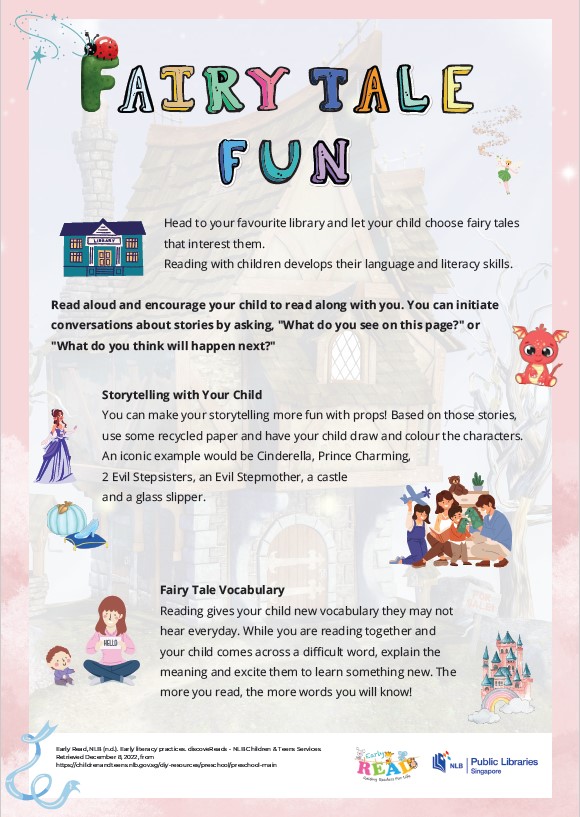 FAIRY TALE
FUN
LIBRARY
Head to your favourite library and let your child choose fairy tales
that interest them.
Reading with children develops their language and literacy skills.
Read aloud and encourage your child to read along with you. You can initiate
conversations about stories by asking, "What do you see on this page?" or
"What do you think will happen next?"
Storytelling with Your Child
You can make your storytelling more fun with props! Based on those stories,
use some recycled paper and have your child draw and colour the characters.
An iconic example would be Cinderella, Prince Charming,
2 Evil Stepsisters, an Evil Stepmother, a castle
and a glass slipper.
Fairy Tale Vocabulary
Reading gives your child new vocabulary they may not
hear everyday. While you are reading together and
your child comes across a difficult word, explain the
meaning and excite them to learn something new. The
more you read, the more words you will know!
HELLO
Early Read, NLB (n.d.). Early literacy practices. discoveReads - NLB Children & Teens Services.
Retrieved December 8, 2022, from
https://childrenandteens.nlb.gov.sg/diy-resources/preschool/preschool-main
Early
READ
Raising Readers For Life
NLB
Public Libraries
Singapore